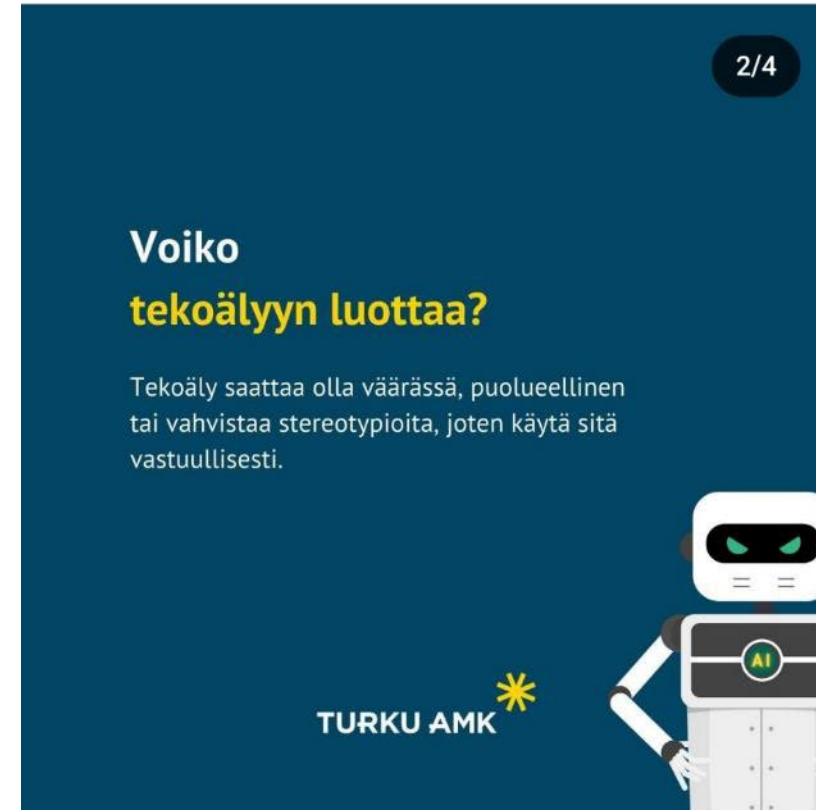 2/4
Voiko
tekoälyyn luottaa?
Tekoäly saattaa olla väärässä, puolueellinen
tai vahvistaa stereotypioita, joten käytä sitä
vastuullisesti.
AI
TURKU AMK